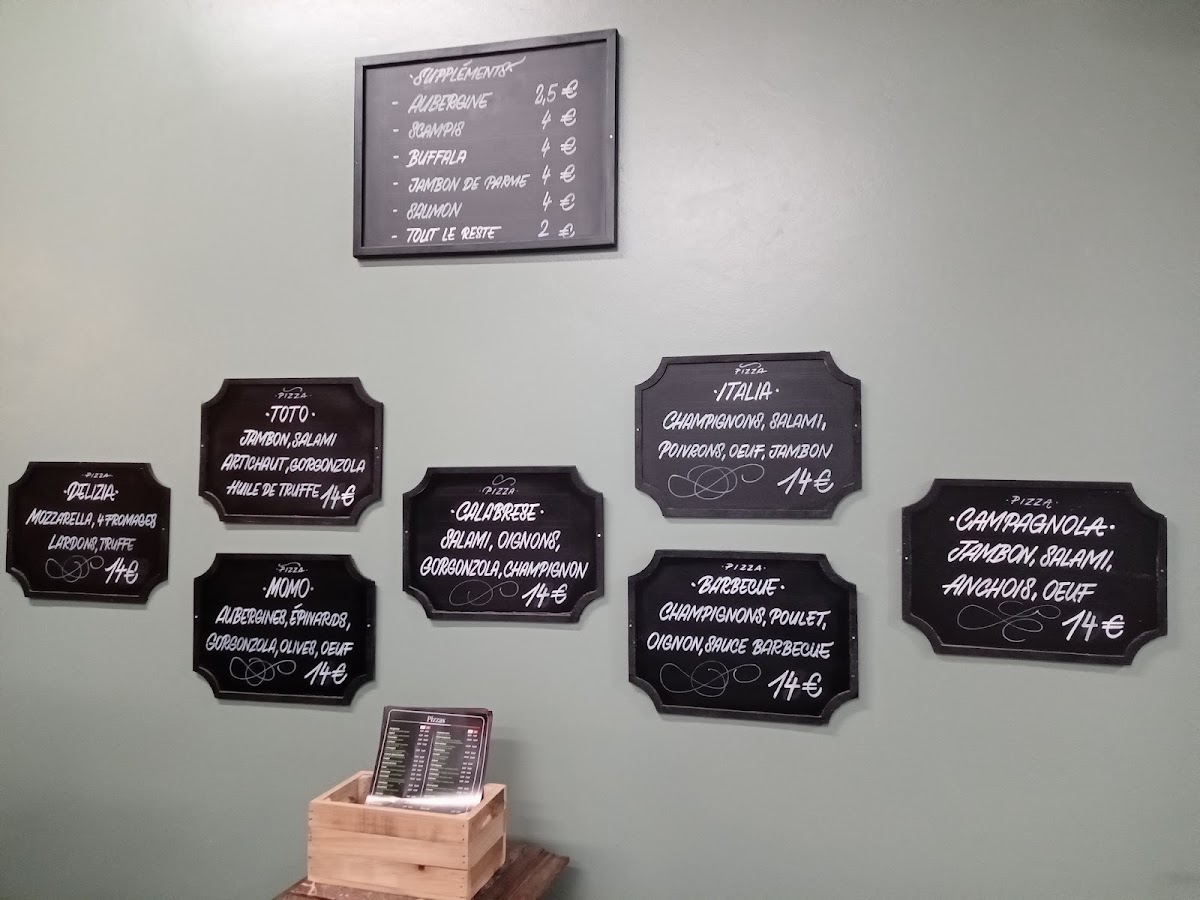 SUPPLÉMENTS
- AUBERGINE 2,5 €
- SCAMPIS 4 €
- BUFFALA 4 €
- JAMBON DE PARME 4 €
- SAUMON 4 €
- TOUT LE RESTE 2 €
PIZZA
·DELIZIA·
MOZZARELLA, 4 FROMAGES
LARDONS, TRUFFE
14€
·PIZZA·
·TOTO·
JAMBON, SALAMI
ARTICHAUT, GORGONZOLA
HUILE DE TRUFFE 14€
PIZZA
·MOMO·
AUBERGINES, ÉPINARDS,
GORGONZOLA, OLIVES, OEUF
14€
PIZZA
·CALABRESE·
SALAMI, OIGNONS,
GORGONZOLA, CHAMPIGNON
14€
PIZZA
·ITALIA·
CHAMPIGNONS, SALAMI,
POIVRONS, OEUF, JAMBON
14€
·PIZZA·
·BARBECUE·
CHAMPIGNONS, POULET,
OIGNON, SAUCE BARBECUE
14€
·PIZZA·
·CAMPAGNOLA·
JAMBON, SALAMI,
ANCHOIS, OEUF
14€
Pizzas